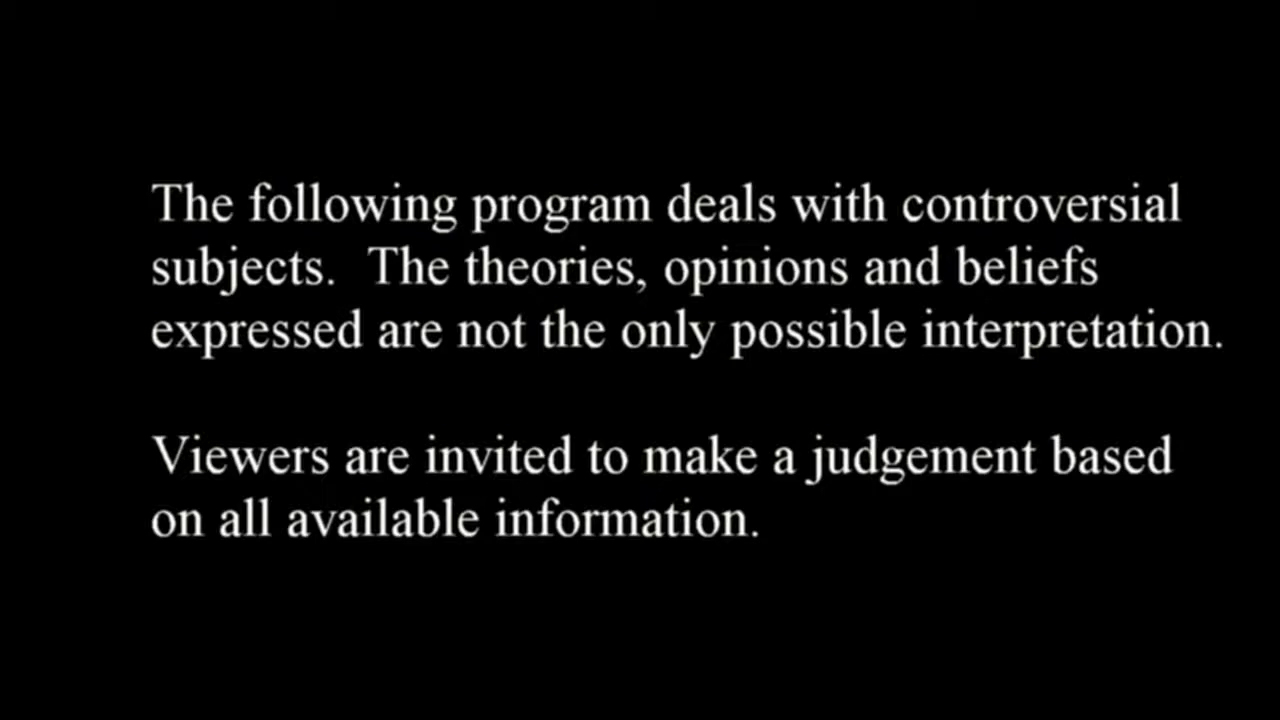 The following program deals with controversial
subjects.  The theories, opinions and beliefs
expressed are not the only possible interpretation.
Viewers are invited to make a judgement based
on all available information.